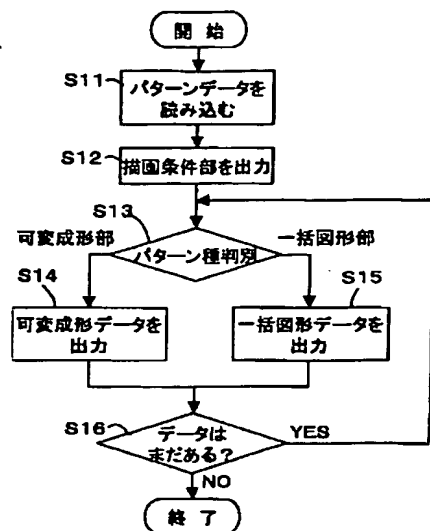 開始
S11
パターンデータを
読み込む
S12
描画条件部を出力
S13
可変成形部
一括図形部
パターン種判別
S14
S15
可変成形データを
出力
一括図形データを
出力
S16
データは
まだある?
YES
NO
終了